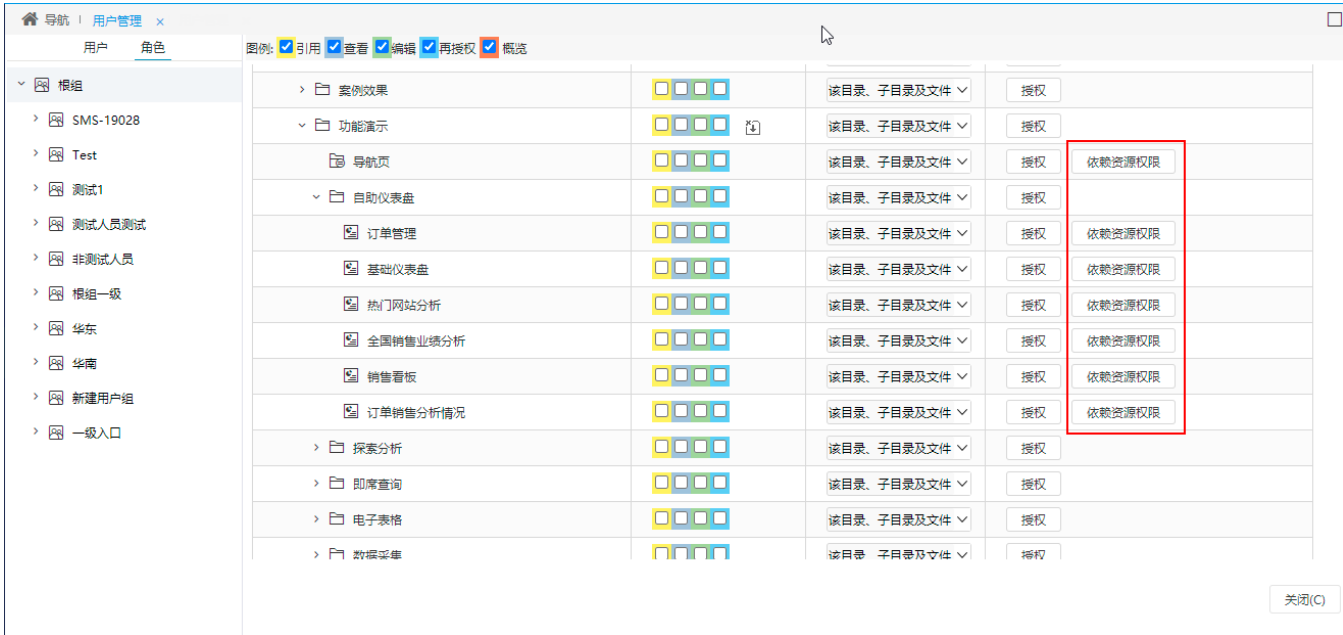 导航 用户管理 ×
用户 角色
图例: 引用 查看 编辑 再授权 概览
根组
SMS-19028
Test
测试1
测试人员测试
非测试人员
根组一级
华东
华南
新建用户组
一级入口
案例效果 该目录、子目录及文件 授权
功能演示 该目录、子目录及文件 授权
导航页 该目录、子目录及文件 授权 依赖资源权限
自助仪表盘 该目录、子目录及文件 授权
订单管理 该目录、子目录及文件 授权 依赖资源权限
基础仪表盘 该目录、子目录及文件 授权 依赖资源权限
热门网站分析 该目录、子目录及文件 授权 依赖资源权限
全国销售业绩分析 该目录、子目录及文件 授权 依赖资源权限
销售看板 该目录、子目录及文件 授权 依赖资源权限
订单销售分析情况 该目录、子目录及文件 授权 依赖资源权限
探索分析 该目录、子目录及文件 授权
即席查询 该目录、子目录及文件 授权
电子表格 该目录、子目录及文件 授权
数据采集 该目录、子目录及文件 授权
关闭(C)